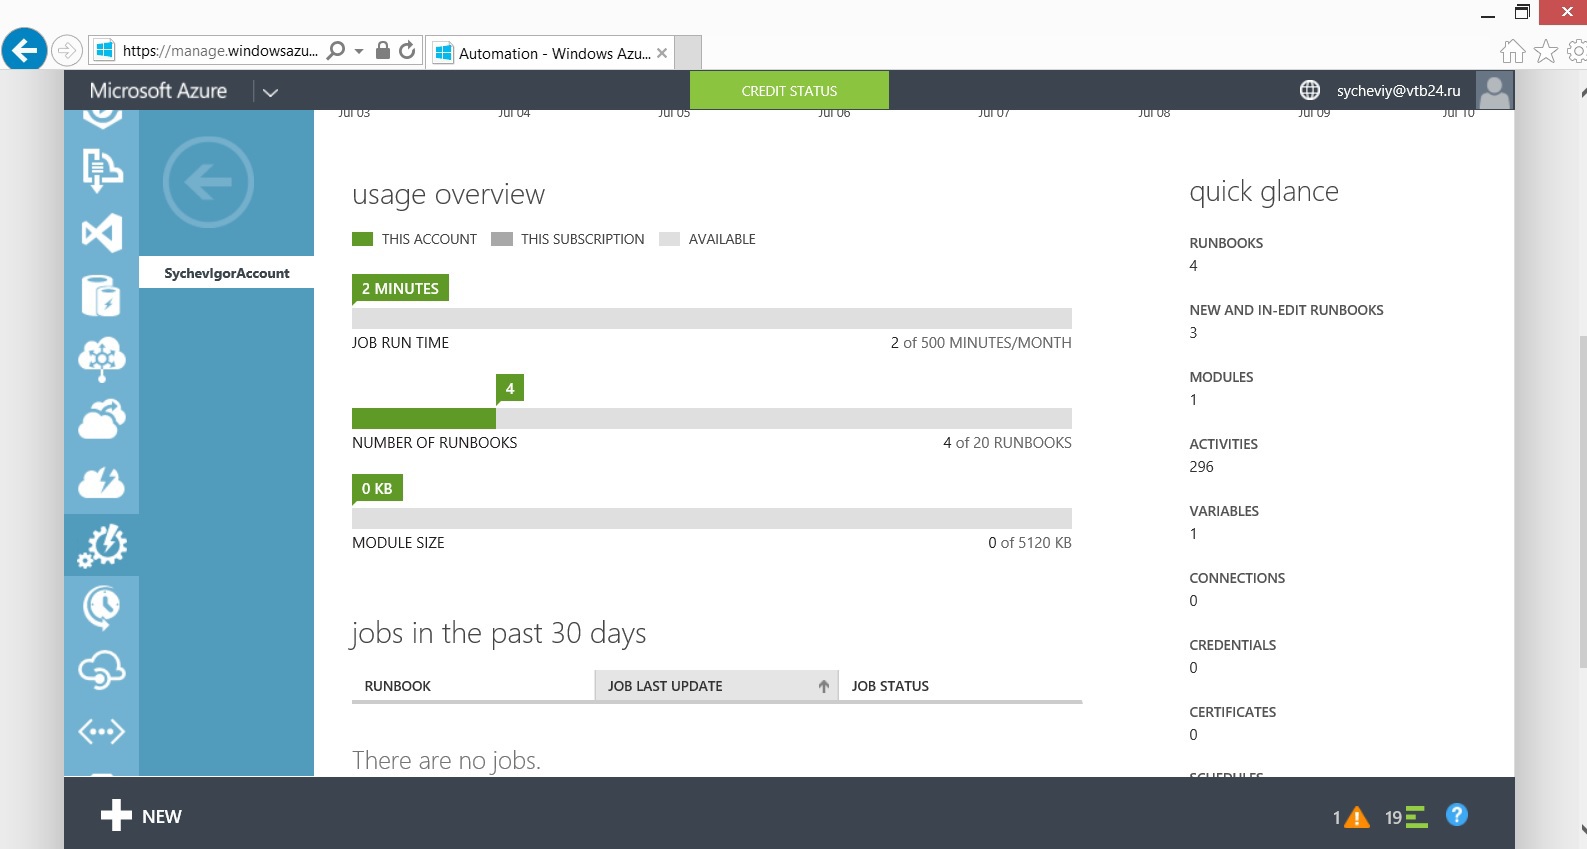 https://manage.windowsazu...
Automation - Windows Azu...
Microsoft Azure
CREDIT STATUS
sycheviy@vtb24.ru
Jul 03 Jul 04 Jul 05 Jul 06 Jul 07 Jul 08 Jul 09 Jul 10
SychevIgorAccount
usage overview
THIS ACCOUNT THIS SUBSCRIPTION AVAILABLE
2 MINUTES
JOB RUN TIME
2 of 500 MINUTES/MONTH
4
NUMBER OF RUNBOOKS
4 of 20 RUNBOOKS
0 KB
MODULE SIZE
0 of 5120 KB
jobs in the past 30 days
RUNBOOK JOB LAST UPDATE JOB STATUS
There are no jobs.
quick glance
RUNBOOKS
4
NEW AND IN-EDIT RUNBOOKS
3
MODULES
1
ACTIVITIES
296
VARIABLES
1
CONNECTIONS
0
CREDENTIALS
0
CERTIFICATES
0
SCHEDULES
NEW
1
19
?